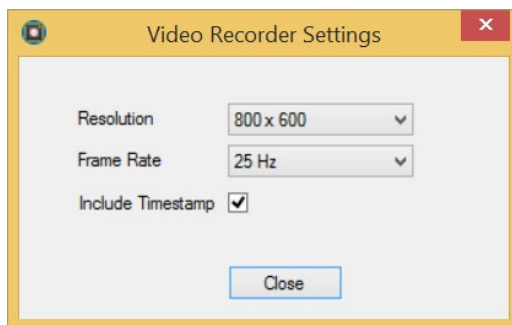 Video Recorder Settings
Resolution 800 x 600
Frame Rate 25 Hz
Include Timestamp
Close